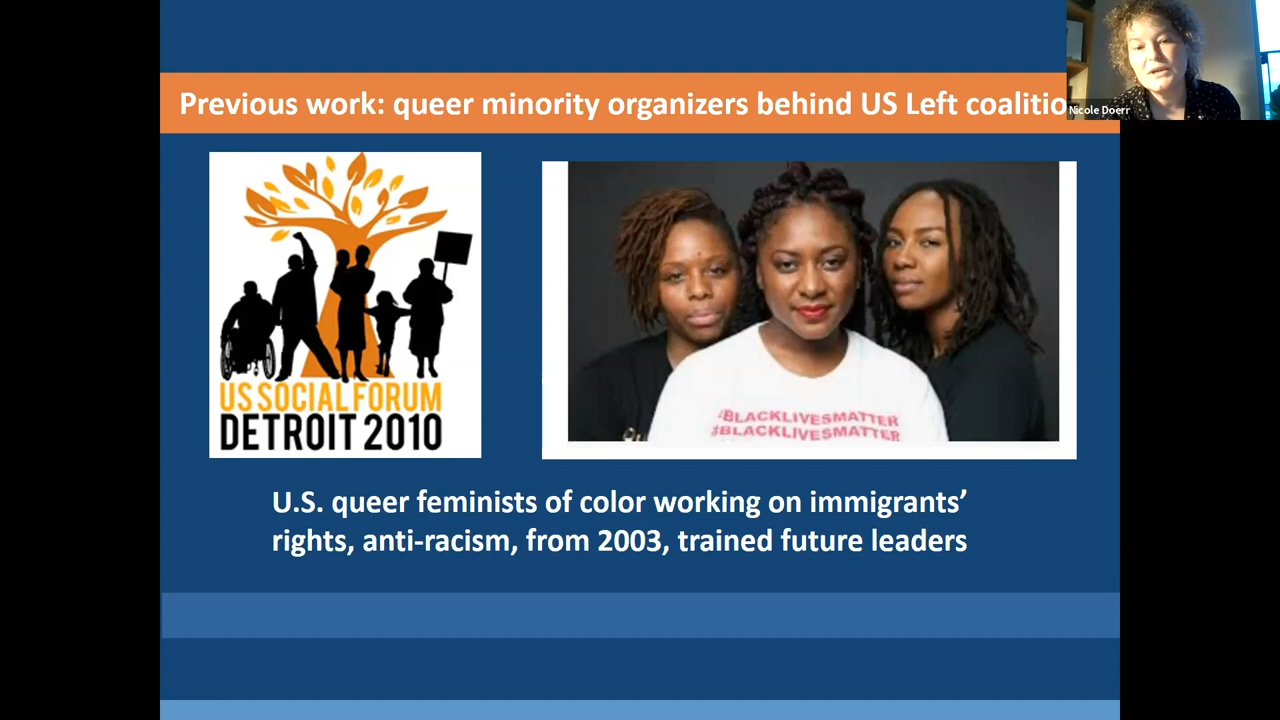 Previous work: queer minority organizers behind US Left coalitio
Nicole Doerr
US SOCIAL FORUM
DETROIT 2010
#BLACKLIVESMATTER
#BLACKLIVESMATTER
U.S. queer feminists of color working on immigrants’
rights, anti-racism, from 2003, trained future leaders